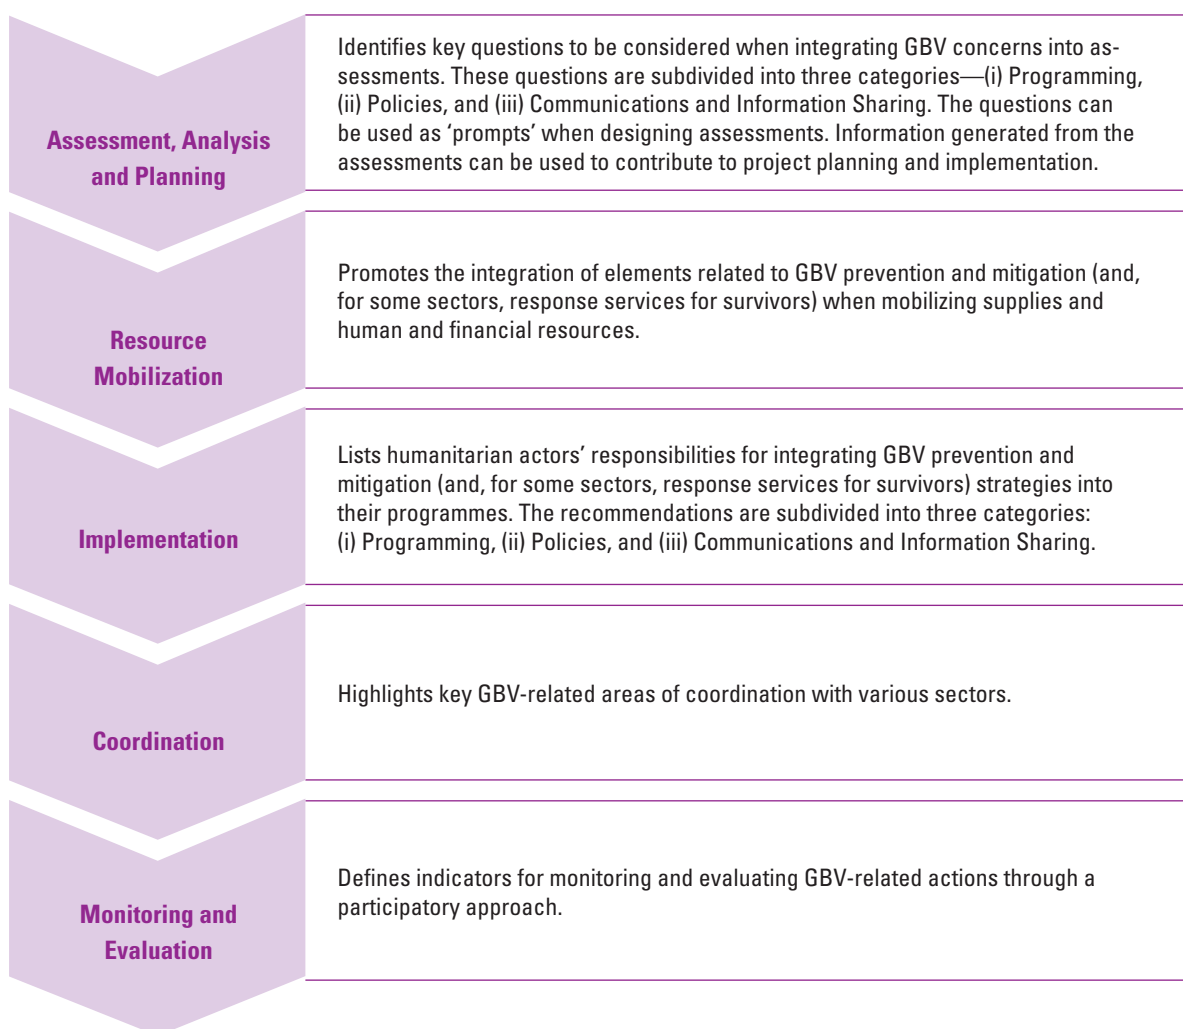 Assessment, Analysis
and Planning
Identifies key questions to be considered when integrating GBV concerns into as-
sessments. These questions are subdivided into three categories—(i) Programming,
(ii) Policies, and (iii) Communications and Information Sharing. The questions can
be used as ‘prompts’ when designing assessments. Information generated from the
assessments can be used to contribute to project planning and implementation.
Resource
Mobilization
Promotes the integration of elements related to GBV prevention and mitigation (and,
for some sectors, response services for survivors) when mobilizing supplies and
human and financial resources.
Implementation
Lists humanitarian actors’ responsibilities for integrating GBV prevention and
mitigation (and, for some sectors, response services for survivors) strategies into
their programmes. The recommendations are subdivided into three categories:
(i) Programming, (ii) Policies, and (iii) Communications and Information Sharing.
Coordination
Highlights key GBV-related areas of coordination with various sectors.
Monitoring and
Evaluation
Defines indicators for monitoring and evaluating GBV-related actions through a
participatory approach.